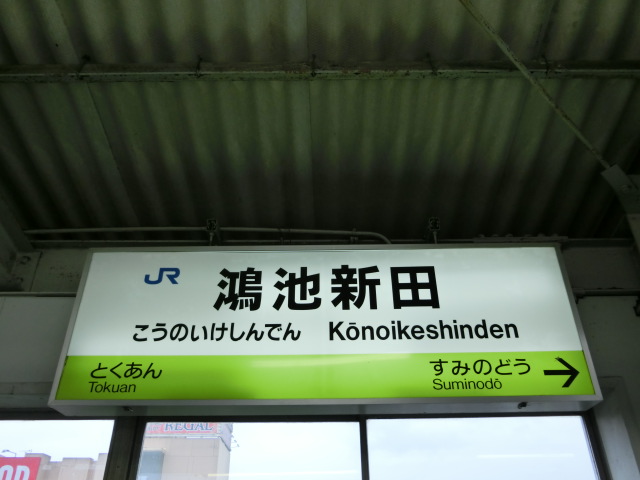 JR 鴻池新田
こうのいけしんでん Kōnoikeshinden
とくあん すみのどう
Tokuan Suminodō
REGAL
OD